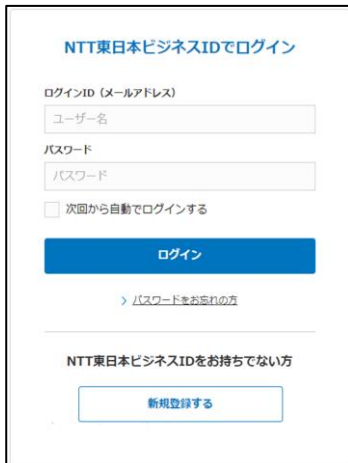 NTT東日本ビジネスIDでログイン
ログインID（メールアドレス）
ユーザー名
パスワード
パスワード
次回から自動でログインする
ログイン
> パスワードをお忘れの方
NTT東日本ビジネスIDをお持ちでない方
新規登録する